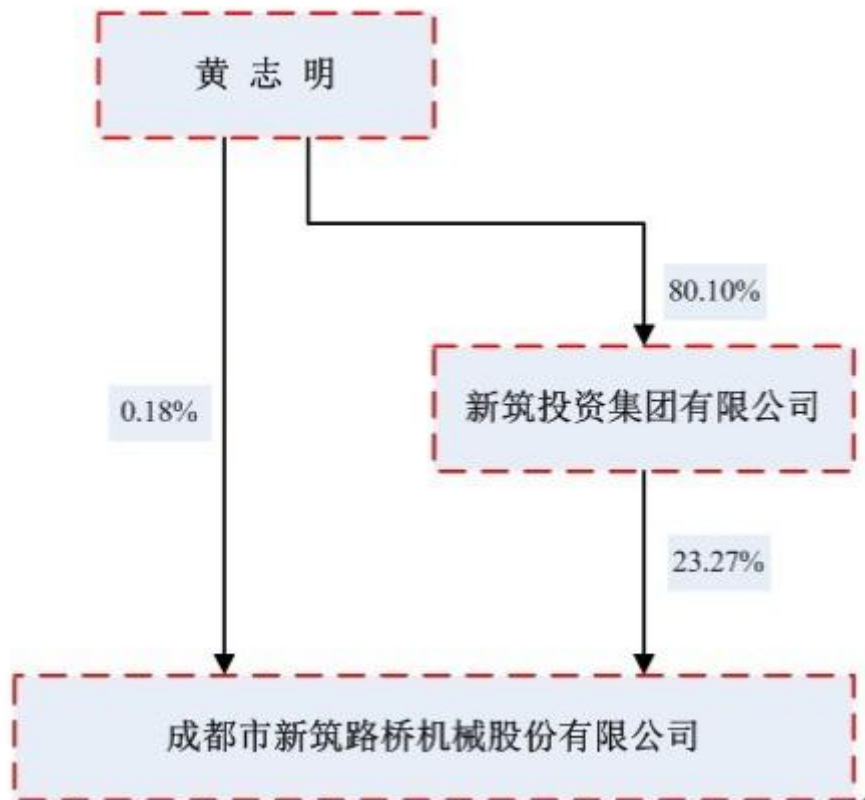 黄 志 明
80.10%
0.18%
新筑投资集团有限公司
23.27%
成都市新筑路桥机械股份有限公司